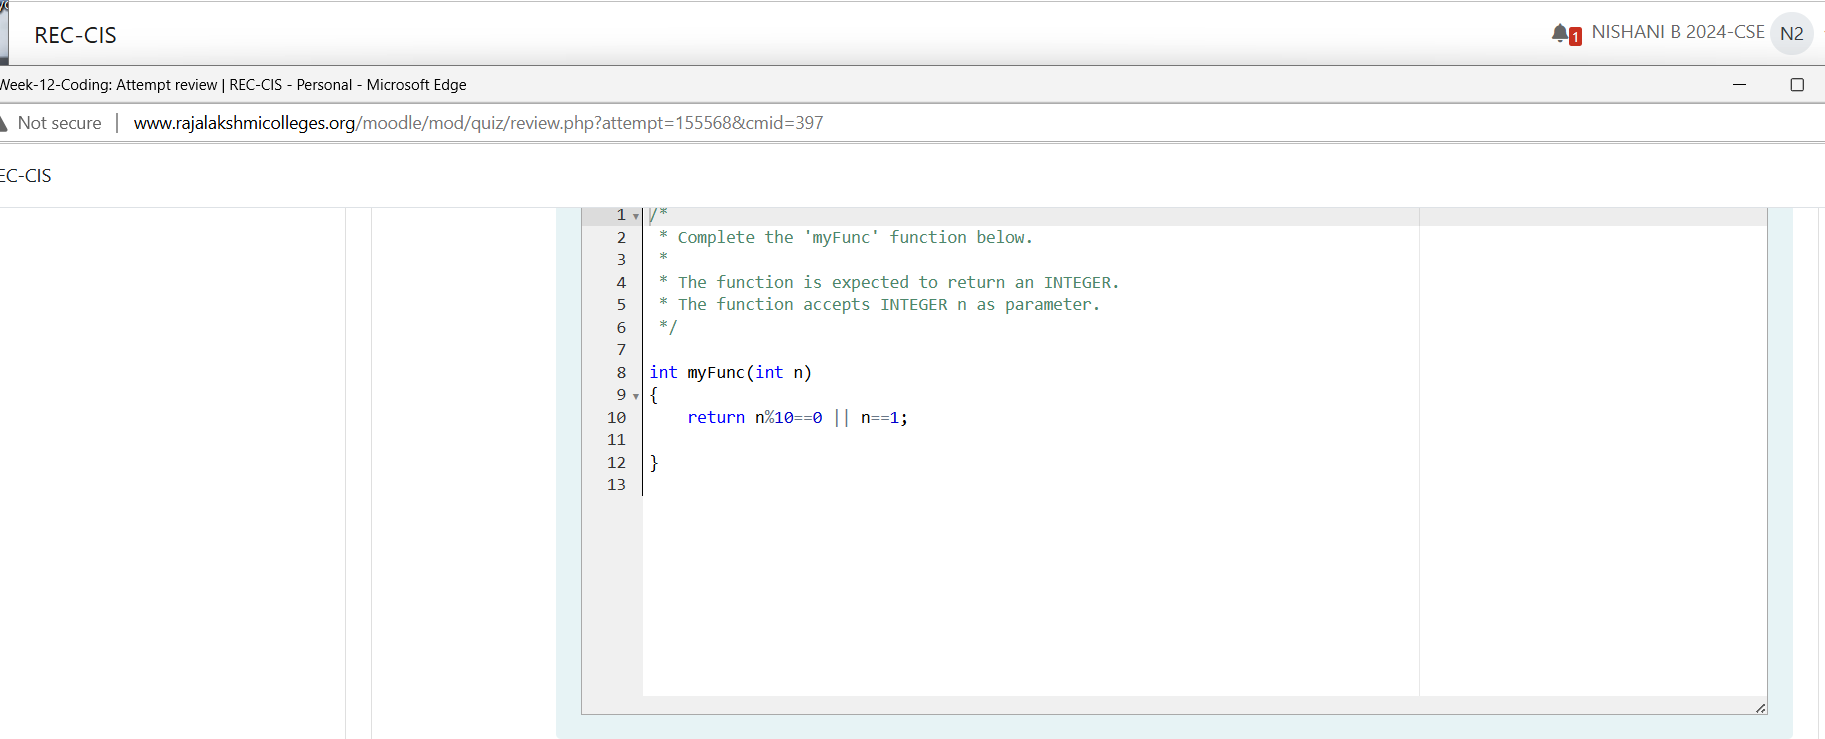 REC-CIS
1 NISHANI B 2024-CSE N2
Week-12-Coding: Attempt review | REC-CIS - Personal - Microsoft Edge
Not secure | www.rajalakshmicolleges.org/moodle/mod/quiz/review.php?attempt=155568&cmid=397
EC-CIS
1 /*
2 * Complete the 'myFunc' function below.
3 *
4 * The function is expected to return an INTEGER.
5 * The function accepts INTEGER n as parameter.
6 */
7
8 int myFunc(int n)
9 {
10 return n%10==0 || n==1;
11
12 }
13